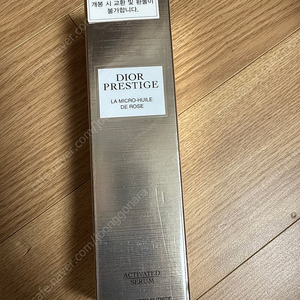 개봉 시 교환 및 환불이
불가합니다.
DIOR
PRESTIGE
LA MICRO-HUILE
DE ROSE
ACTIVATED
SERUM